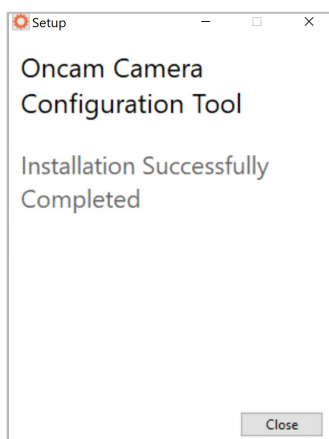 Setup
Oncam Camera
Configuration Tool
Installation Successfully
Completed
Close